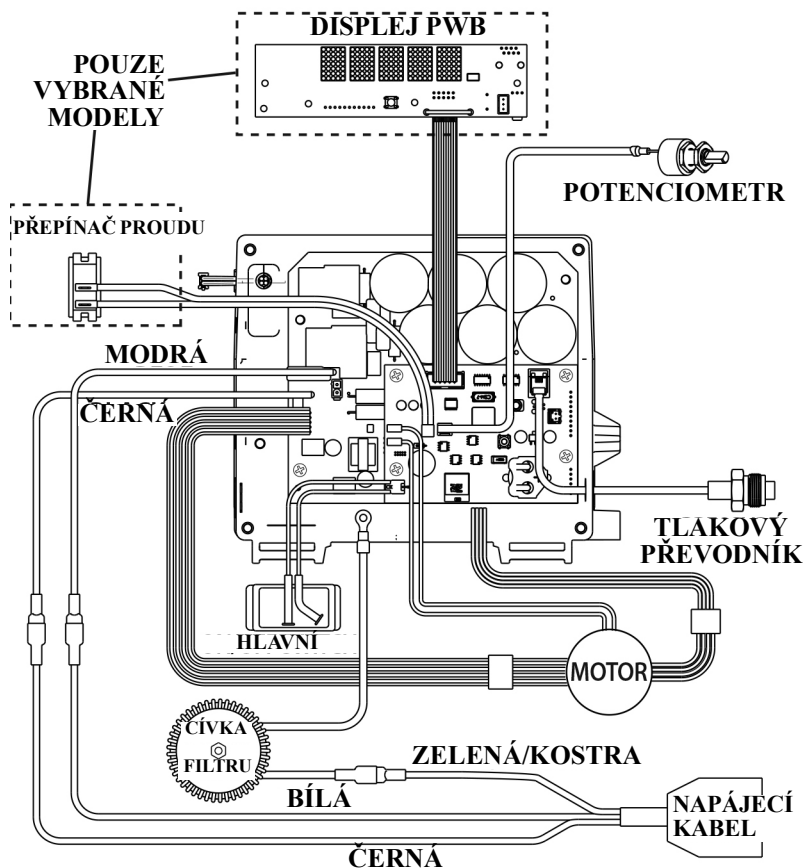 DISPLEJ PWB
POUZE
VYBRANÉ
MODELY
POTENCIOMETR
PŘEPÍNAČ PROUDU
MODRÁ
ČERNÁ
TLAKOVÝ
PŘEVODNÍK
HLAVNÍ
MOTOR
CÍVKA
FILTRU
ZELENÁ/KOSTRA
BÍLÁ
NAPÁJECÍ
KABEL
ČERNÁ